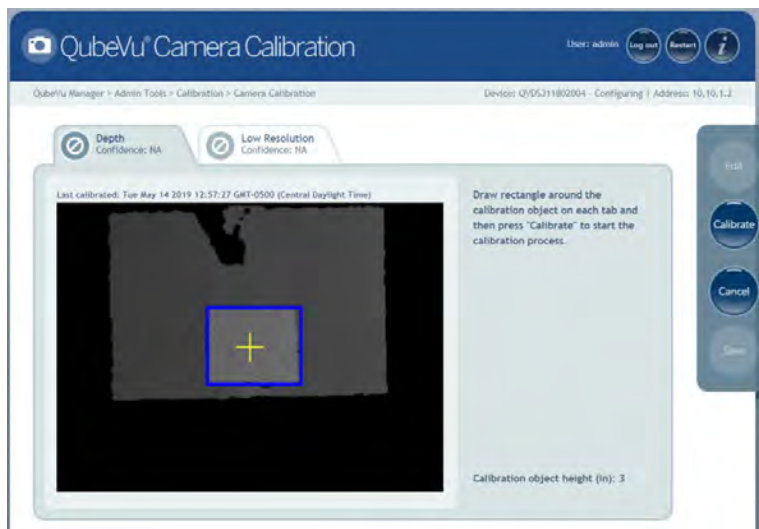 QubeVu® Camera Calibration
User: admin
Log out
Restart
i
QubeVu Manager > Admin Tools > Calibration > Camera Calibration
Device: QVDS311802004 - Configuring | Address: 10.10.1.2
Depth
Confidence: NA
Low Resolution
Confidence: NA
Edit
Last calibrated: Tue May 14 2019 12:57:27 GMT-0500 (Central Daylight Time)
Draw rectangle around the
calibration object on each tab and
then press "Calibrate" to start the
calibration process.
Calibrate
Cancel
Save
Calibration object height (in): 3